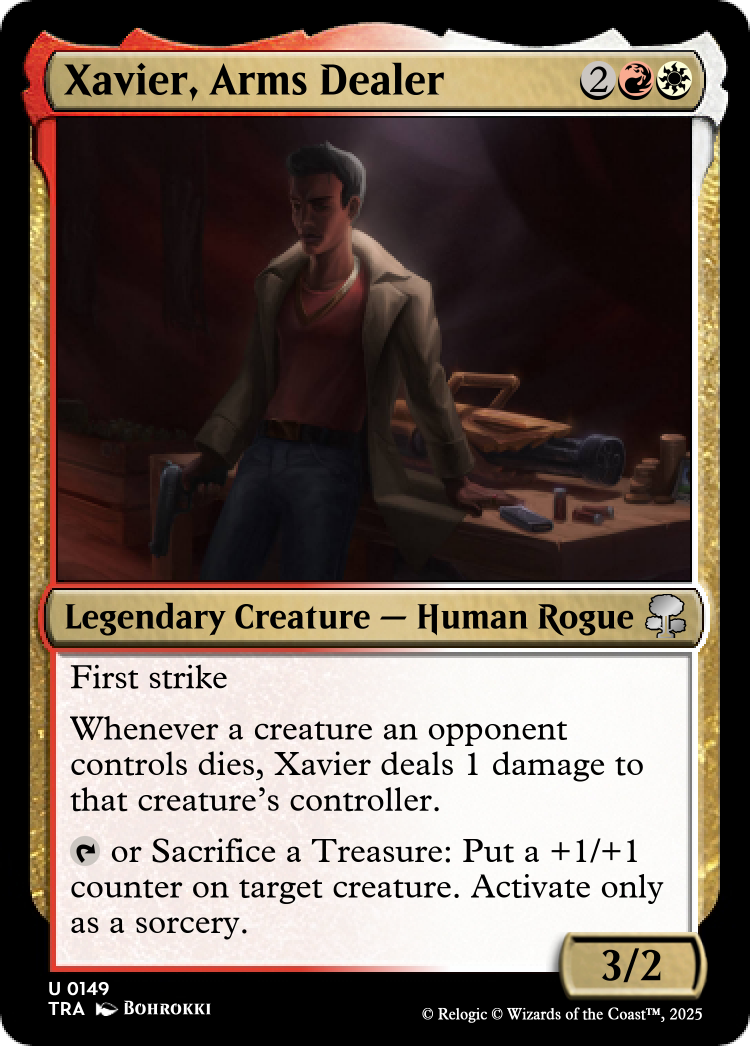 Xavier, Arms Dealer 2
Legendary Creature — Human Rogue
First strike
Whenever a creature an opponent
controls dies, Xavier deals 1 damage to
that creature's controller.
or Sacrifice a Treasure: Put a +1/+1
counter on target creature. Activate only
as a sorcery.
3/2
U 0149
TRA BOHROKKI
© Relogic © Wizards of the Coast™, 2025